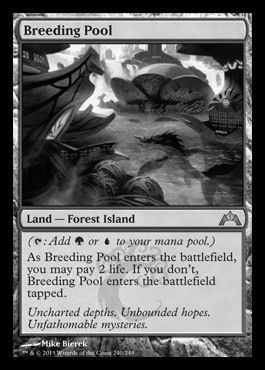 Breeding Pool
Land — Forest Island
(: Add or to your mana pool.)
As Breeding Pool enters the battlefield,
you may pay 2 life. If you don't,
Breeding Pool enters the battlefield
tapped.
Uncharted depths. Unbounded hopes.
Unfathomable mysteries.
Mike Bierek
™ & © 2013 Wizards of the Coast 240/249